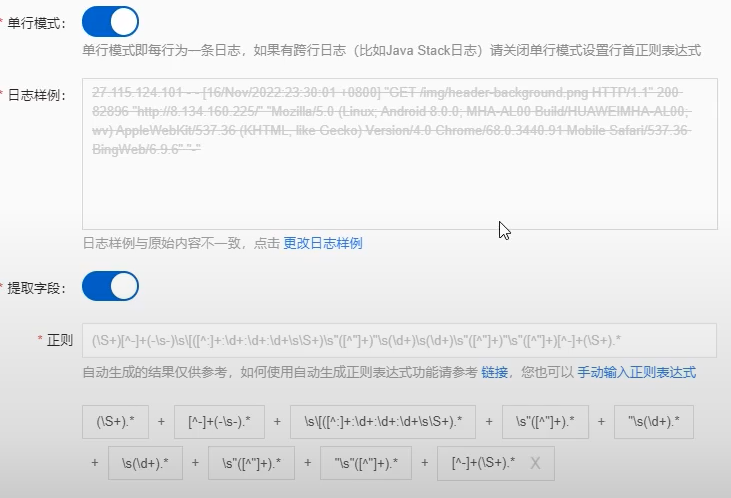 * 单行模式：
单行模式即每行为一条日志，如果有跨行日志（比如Java Stack日志）请关闭单行模式设置行首正则表达式
* 日志样例：
27.115.124.101 - - [16/Nov/2022:23:30:01 +0800] "GET /img/header-background.png HTTP/1.1" 200
82896 "http://8.134.160.225/" "Mozilla/5.0 (Linux; Android 8.0.0; MHA-AL00 Build/HUAWEIMHA-AL00;
wv) AppleWebKit/537.36 (KHTML, like Gecko) Version/4.0 Chrome/68.0.3440.91 Mobile Safari/537.36
BingWeb/6.9.6" "-"
日志样例与原始内容不一致，点击 更改日志样例
* 提取字段：
* 正则
(\S+)[^-]+(-\s-)\s\[([^:]+:\d+:\d+:\d+\s\S+)\s"([^"]+)"\s(\d+)\s(\d+)\s"([^"]+)"\s"([^"]+)[^-]+(\S+).*
自动生成的结果仅供参考，如何使用自动生成正则表达式功能请参考 链接，您也可以 手动输入正则表达式
(\S+).* + [^-]+(-\s-).* + \s\[([^:]+:\d+:\d+:\d+\s\S+).* + \s"([^"]+).* + "\s(\d+).*
+ \s(\d+).* + \s"([^"]+).* + "\s"([^"]+).* + [^-]+(\S+).* X